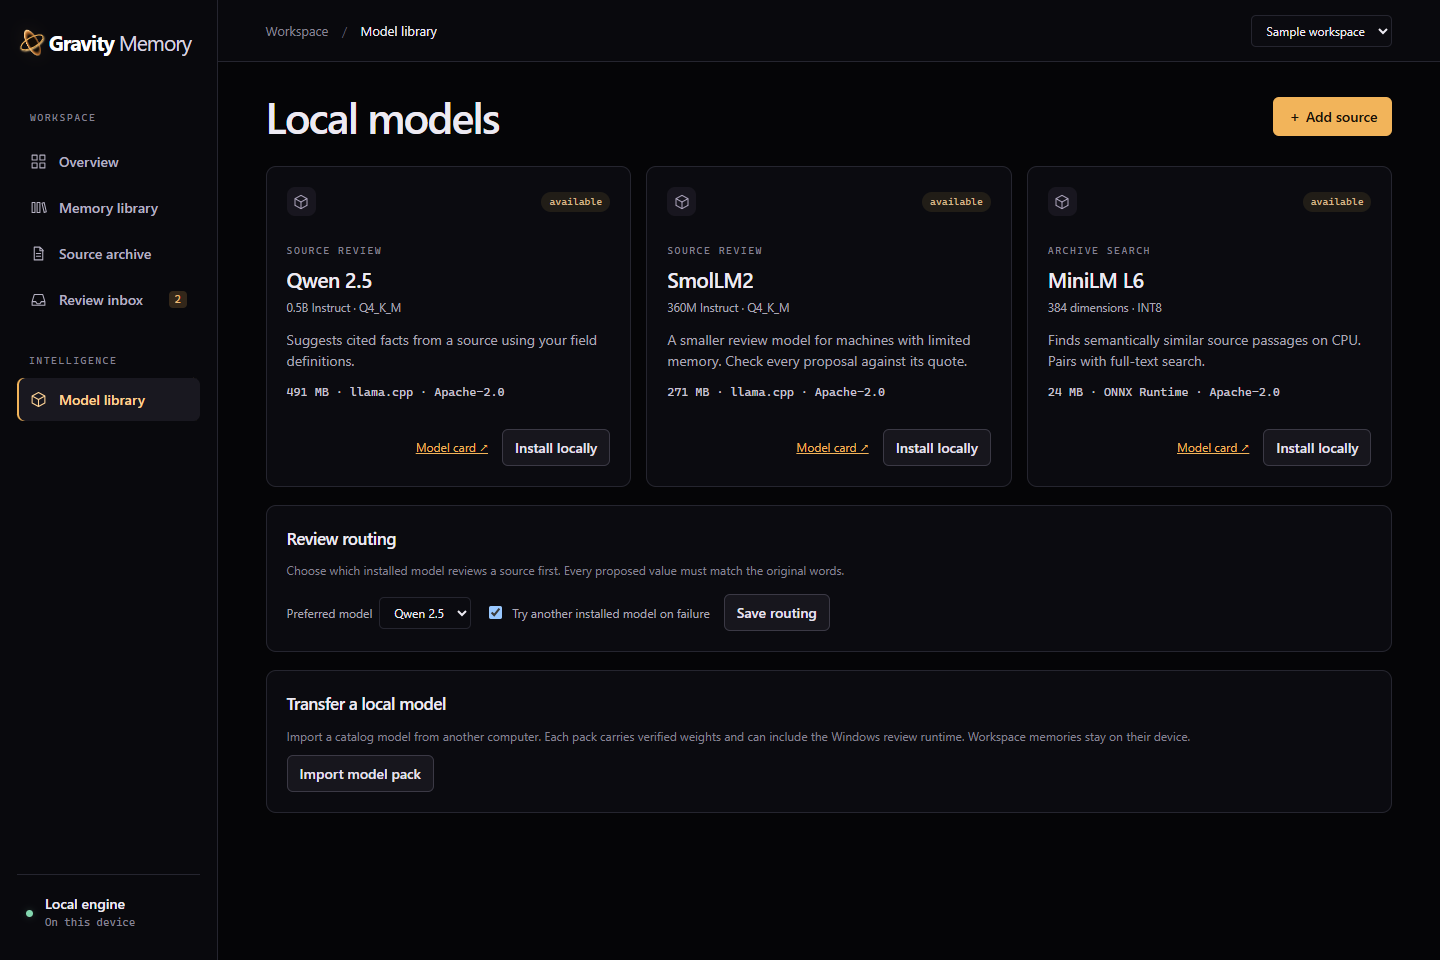 Gravity Memory
Workspace / Model library
Sample workspace
WORKSPACE
Overview
Memory library
Source archive
Review inbox 2
INTELLIGENCE
Model library
Local engine
On this device
Local models
+ Add source
available
SOURCE REVIEW
Qwen 2.5
0.5B Instruct · Q4_K_M
Suggests cited facts from a source using your field
definitions.
491 MB · llama.cpp · Apache-2.0
Model card ↗ Install locally
available
SOURCE REVIEW
SmolLM2
360M Instruct · Q4_K_M
A smaller review model for machines with limited
memory. Check every proposal against its quote.
271 MB · llama.cpp · Apache-2.0
Model card ↗ Install locally
available
ARCHIVE SEARCH
MiniLM L6
384 dimensions · INT8
Finds semantically similar source passages on CPU.
Pairs with full-text search.
24 MB · ONNX Runtime · Apache-2.0
Model card ↗ Install locally
Review routing
Choose which installed model reviews a source first. Every proposed value must match the original words.
Preferred model Qwen 2.5 Try another installed model on failure Save routing
Transfer a local model
Import a catalog model from another computer. Each pack carries verified weights and can include the Windows review runtime. Workspace memories stay on their device.
Import model pack